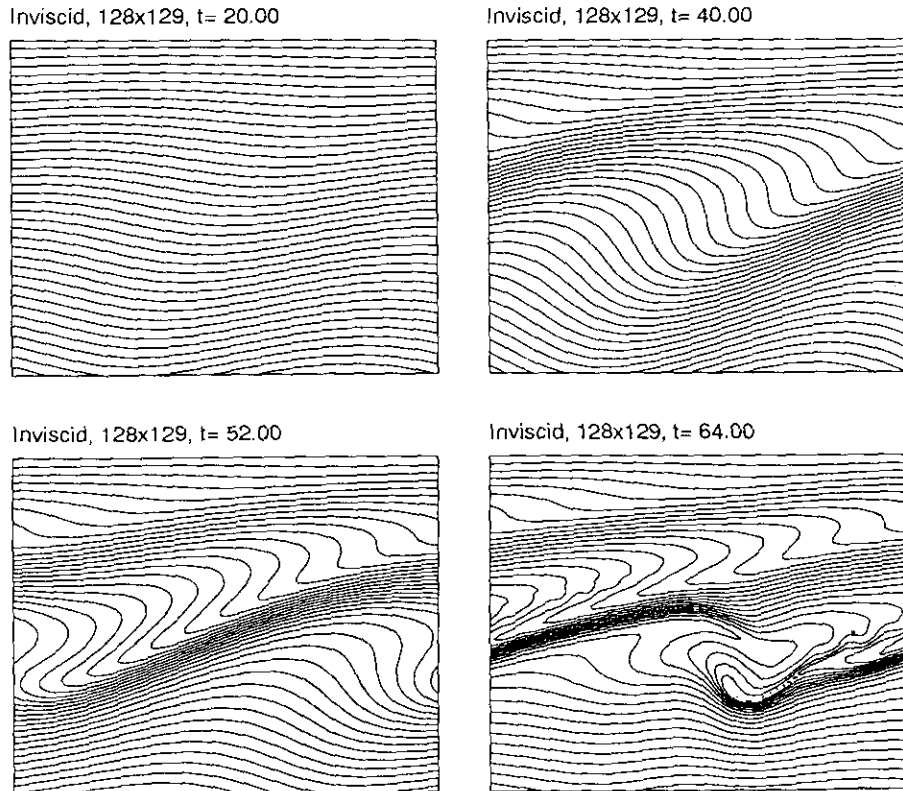 Inviscid, 128x129, t= 20.00
Inviscid, 128x129, t= 40.00
Inviscid, 128x129, t= 52.00
Inviscid, 128x129, t= 64.00